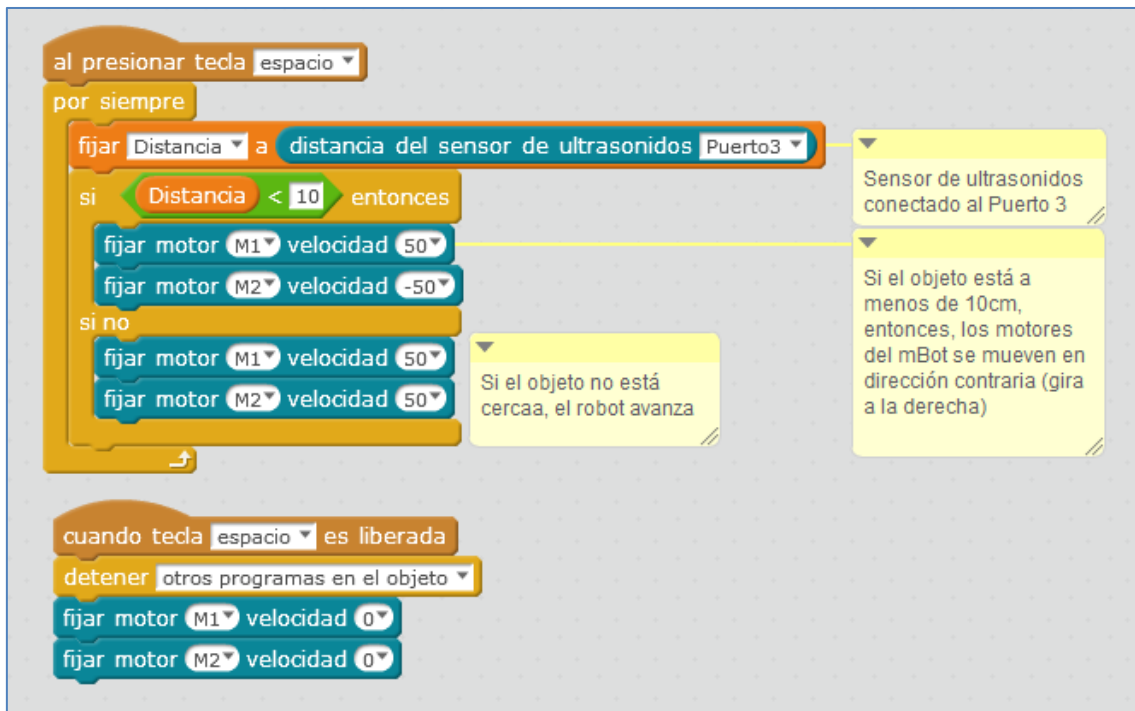 al presionar tecla espacio
por siempre
fijar Distancia a distancia del sensor de ultrasonidos Puerto3
si Distancia < 10 entonces
fijar motor M1 velocidad 50
fijar motor M2 velocidad -50
si no
fijar motor M1 velocidad 50
fijar motor M2 velocidad 50
Sensor de ultrasonidos
conectado al Puerto 3
Si el objeto está a
menos de 10cm,
entonces, los motores
del mBot se mueven en
dirección contraria (gira
a la derecha)
Si el objeto no está
cercaa, el robot avanza
cuando tecla espacio es liberada
detener otros programas en el objeto
fijar motor M1 velocidad 0
fijar motor M2 velocidad 0